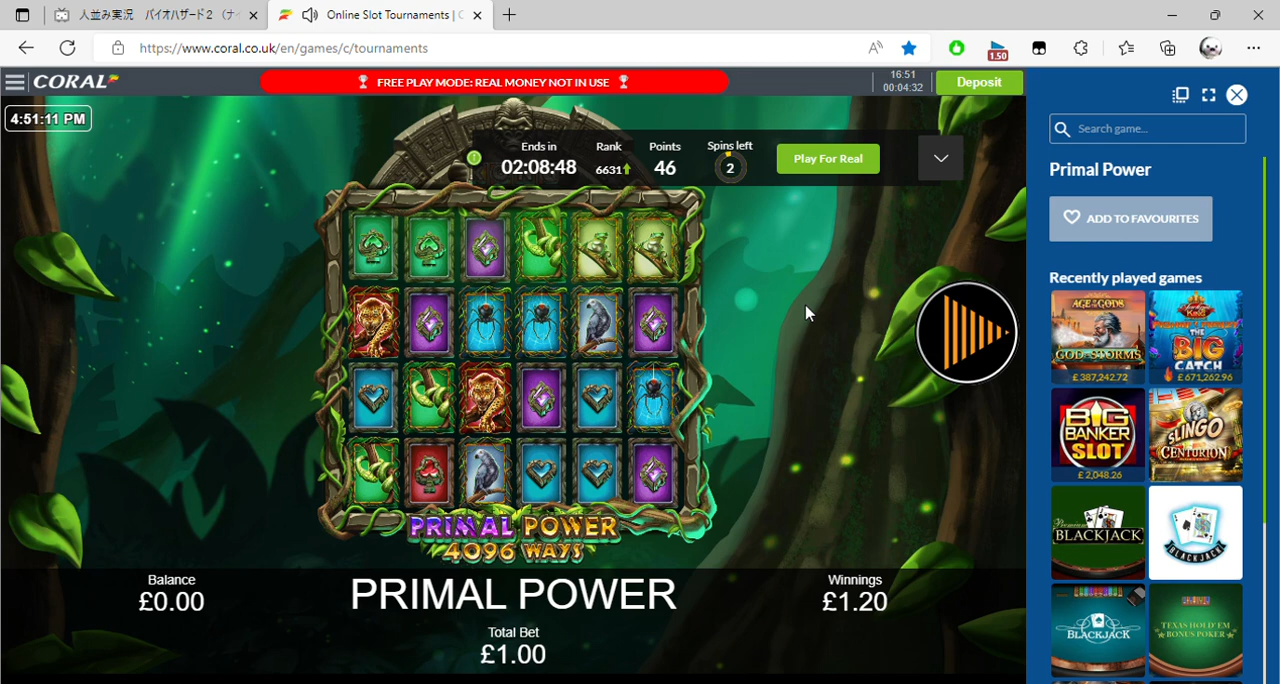 人並み実況 バイオハザード2 (ナイ
Online Slot Tournaments | C
https://www.coral.co.uk/en/games/c/tournaments
1.50
CORAL
FREE PLAY MODE: REAL MONEY NOT IN USE
16:51
00:04:32
Deposit
4:51:11 PM
Ends in
02:08:48
Rank
6631
Points
46
Spins left
2
Play For Real
Search game...
Primal Power
ADD TO FAVOURITES
Recently played games
AGE OF THE GODS
GOD OF STORMS
£387,242.72
THE
BIG
CATCH
£671,262.96
BIG
BANKER
SLOT
£2,048.26
SLINGO
CENTURION
Premium
BLACKJACK
BLACKJACK
BLACKJACK
TEXAS HOLD'EM
BONUS POKER
PRIMAL POWER
4096 WAYS
Balance
£0.00
PRIMAL POWER
Winnings
£1.20
Total Bet
£1.00